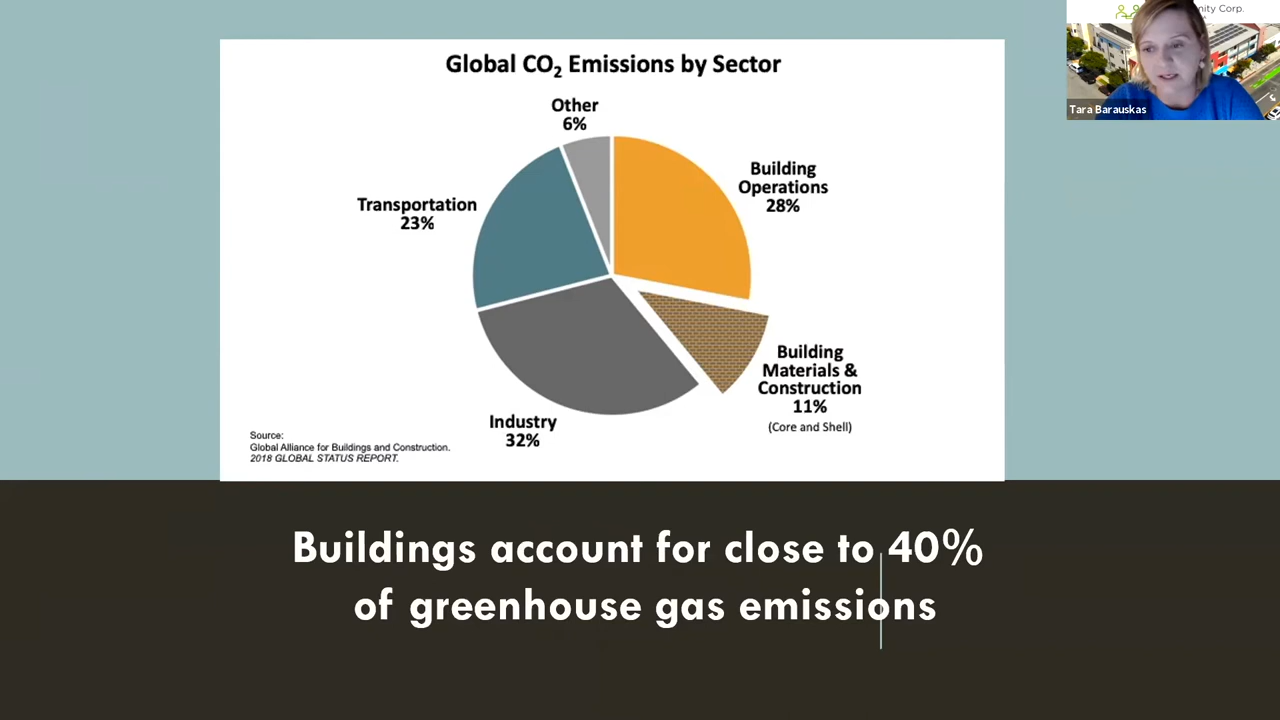 Global CO₂ Emissions by Sector
Other
6%
Building
Operations
28%
Transportation
23%
Building
Materials &
Construction
11%
(Core and Shell)
Industry
32%
Source:
Global Alliance for Buildings and Construction.
2018 GLOBAL STATUS REPORT.
Buildings account for close to 40%
of greenhouse gas emissions
Corp.
Tara Barauskas